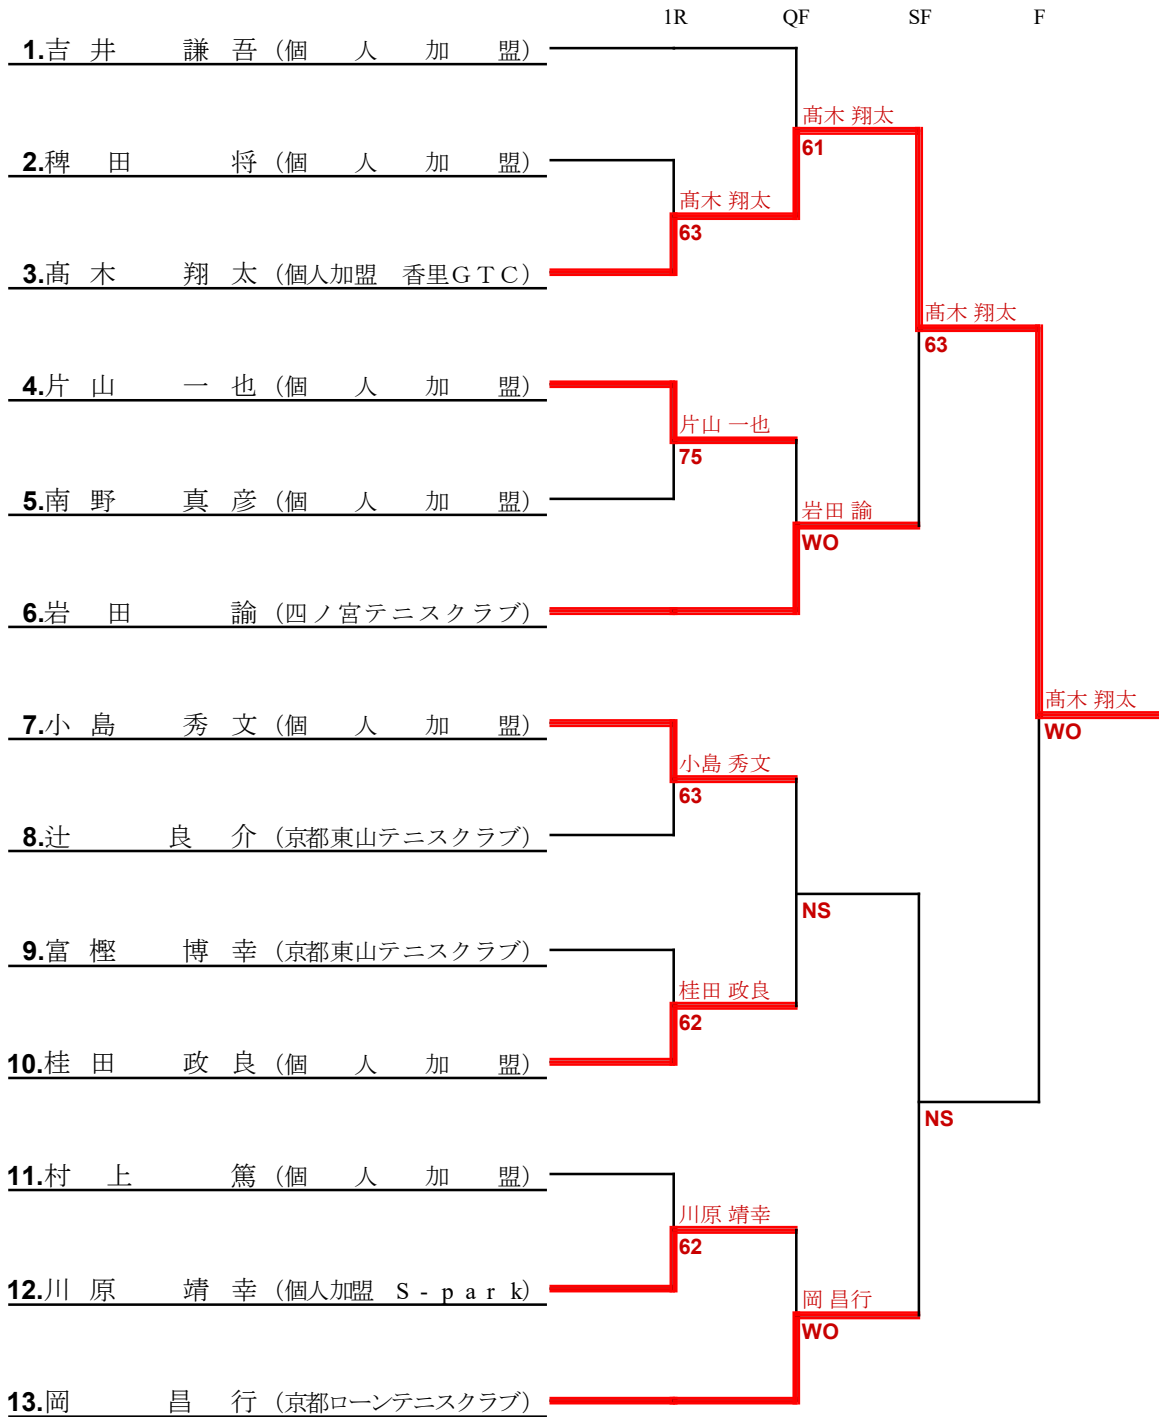 1R QF SF F
1.吉井 謙吾(個人加盟)
髙木 翔太
61
2.稗田 将(個人加盟)
髙木 翔太
63
3.髙木 翔太(個人加盟 香里GTC)
髙木 翔太
63
4.片山 一也(個人加盟)
片山 一也
75
5.南野 真彦(個人加盟)
岩田 諭
WO
6.岩田 諭(四ノ宮テニスクラブ)
髙木 翔太
WO
7.小島 秀文(個人加盟)
小島 秀文
63
8.辻 良介(京都東山テニスクラブ)
NS
9.富樫 博幸(京都東山テニスクラブ)
桂田 政良
62
10.桂田 政良(個人加盟)
NS
11.村上 篤(個人加盟)
川原 靖幸
62
12.川原 靖幸(個人加盟 S-park)
岡 昌行
WO
13.岡 昌行(京都ローンテニスクラブ)